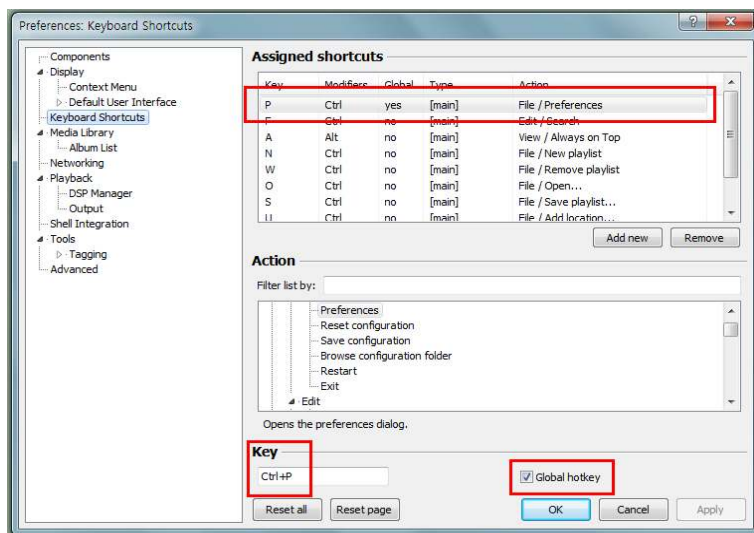 Preferences: Keyboard Shortcuts
Components
Display
Context Menu
Default User Interface
Keyboard Shortcuts
Media Library
Album List
Networking
Playback
DSP Manager
Output
Shell Integration
Tools
Tagging
Advanced
Assigned shortcuts
Key Modifiers Global Type Action
P Ctrl yes [main] File / Preferences
F Ctrl no [main] Edit / Search
A Alt no [main] View / Always on Top
N Ctrl no [main] File / New playlist
W Ctrl no [main] File / Remove playlist
O Ctrl no [main] File / Open...
S Ctrl no [main] File / Save playlist...
U Ctrl no [main] File / Add location...
Add new Remove
Action
Filter list by:
Preferences
Reset configuration
Save configuration
Browse configuration folder
Restart
Exit
Edit
Opens the preferences dialog.
Key
Ctrl+P Global hotkey
Reset all Reset page OK Cancel Apply